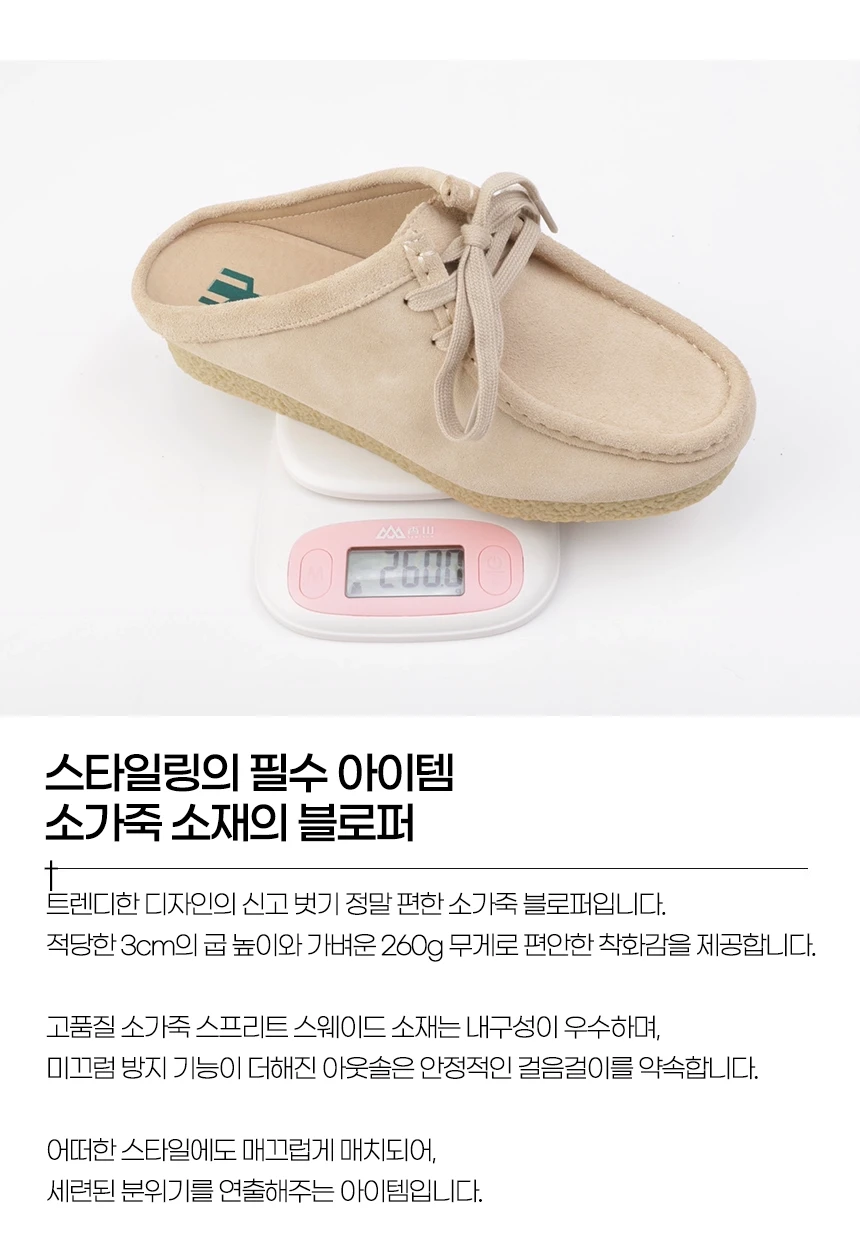 香山
260.0
스타일링의 필수 아이템
소가죽 소재의 블로퍼
트렌디한 디자인의 신고 벗기 정말 편한 소가죽 블로퍼입니다.
적당한 3cm의 굽 높이와 가벼운 260g 무게로 편안한 착화감을 제공합니다.
고품질 소가죽 스프리트 스웨이드 소재는 내구성이 우수하며,
미끄럼 방지 기능이 더해진 아웃솔은 안정적인 걸음걸이를 약속합니다.
어떠한 스타일에도 매끄럽게 매치되어,
세련된 분위기를 연출해주는 아이템입니다.